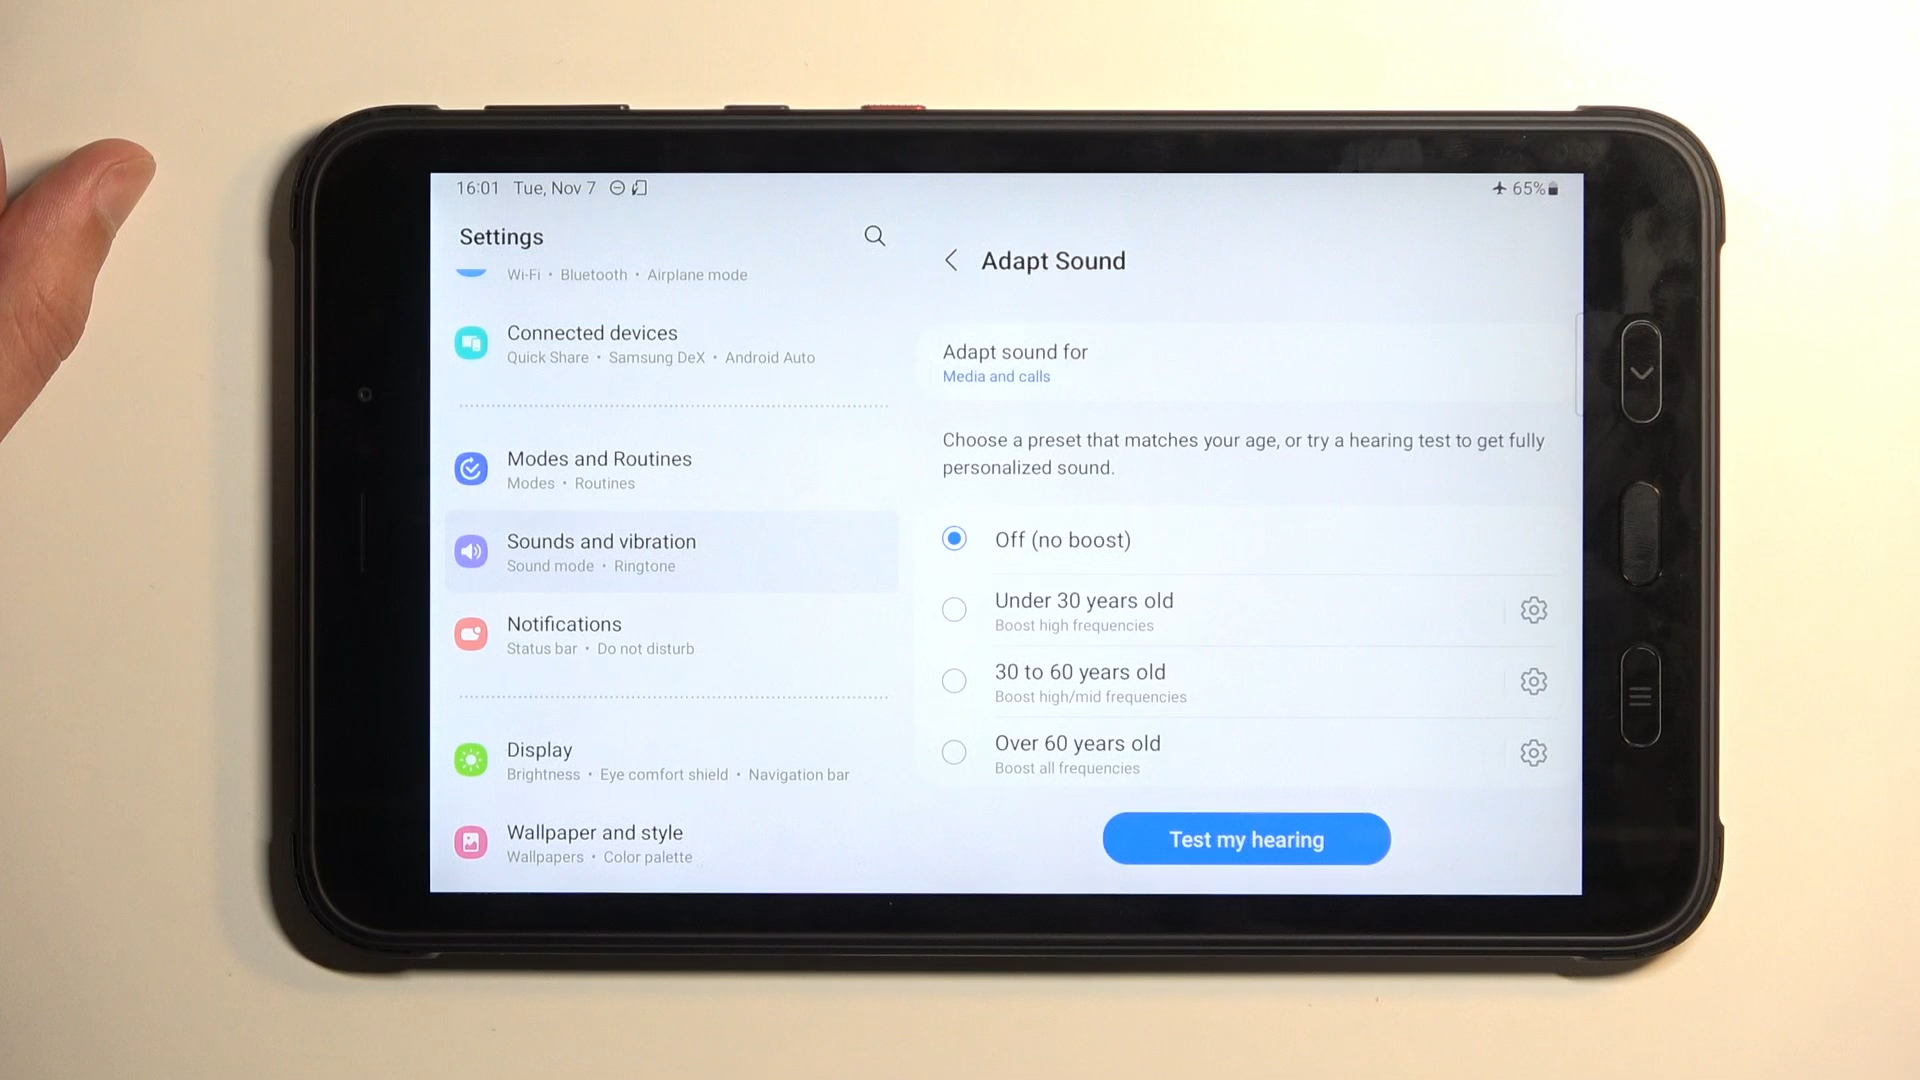 16:01 Tue, Nov 7
65%
Settings
Wi-Fi • Bluetooth • Airplane mode
Connected devices
Quick Share • Samsung DeX • Android Auto
Modes and Routines
Modes • Routines
Sounds and vibration
Sound mode • Ringtone
Notifications
Status bar • Do not disturb
Display
Brightness • Eye comfort shield • Navigation bar
Wallpaper and style
Wallpapers • Color palette
Adapt Sound
Adapt sound for
Media and calls
Choose a preset that matches your age, or try a hearing test to get fully
personalized sound.
Off (no boost)
Under 30 years old
Boost high frequencies
30 to 60 years old
Boost high/mid frequencies
Over 60 years old
Boost all frequencies
Test my hearing